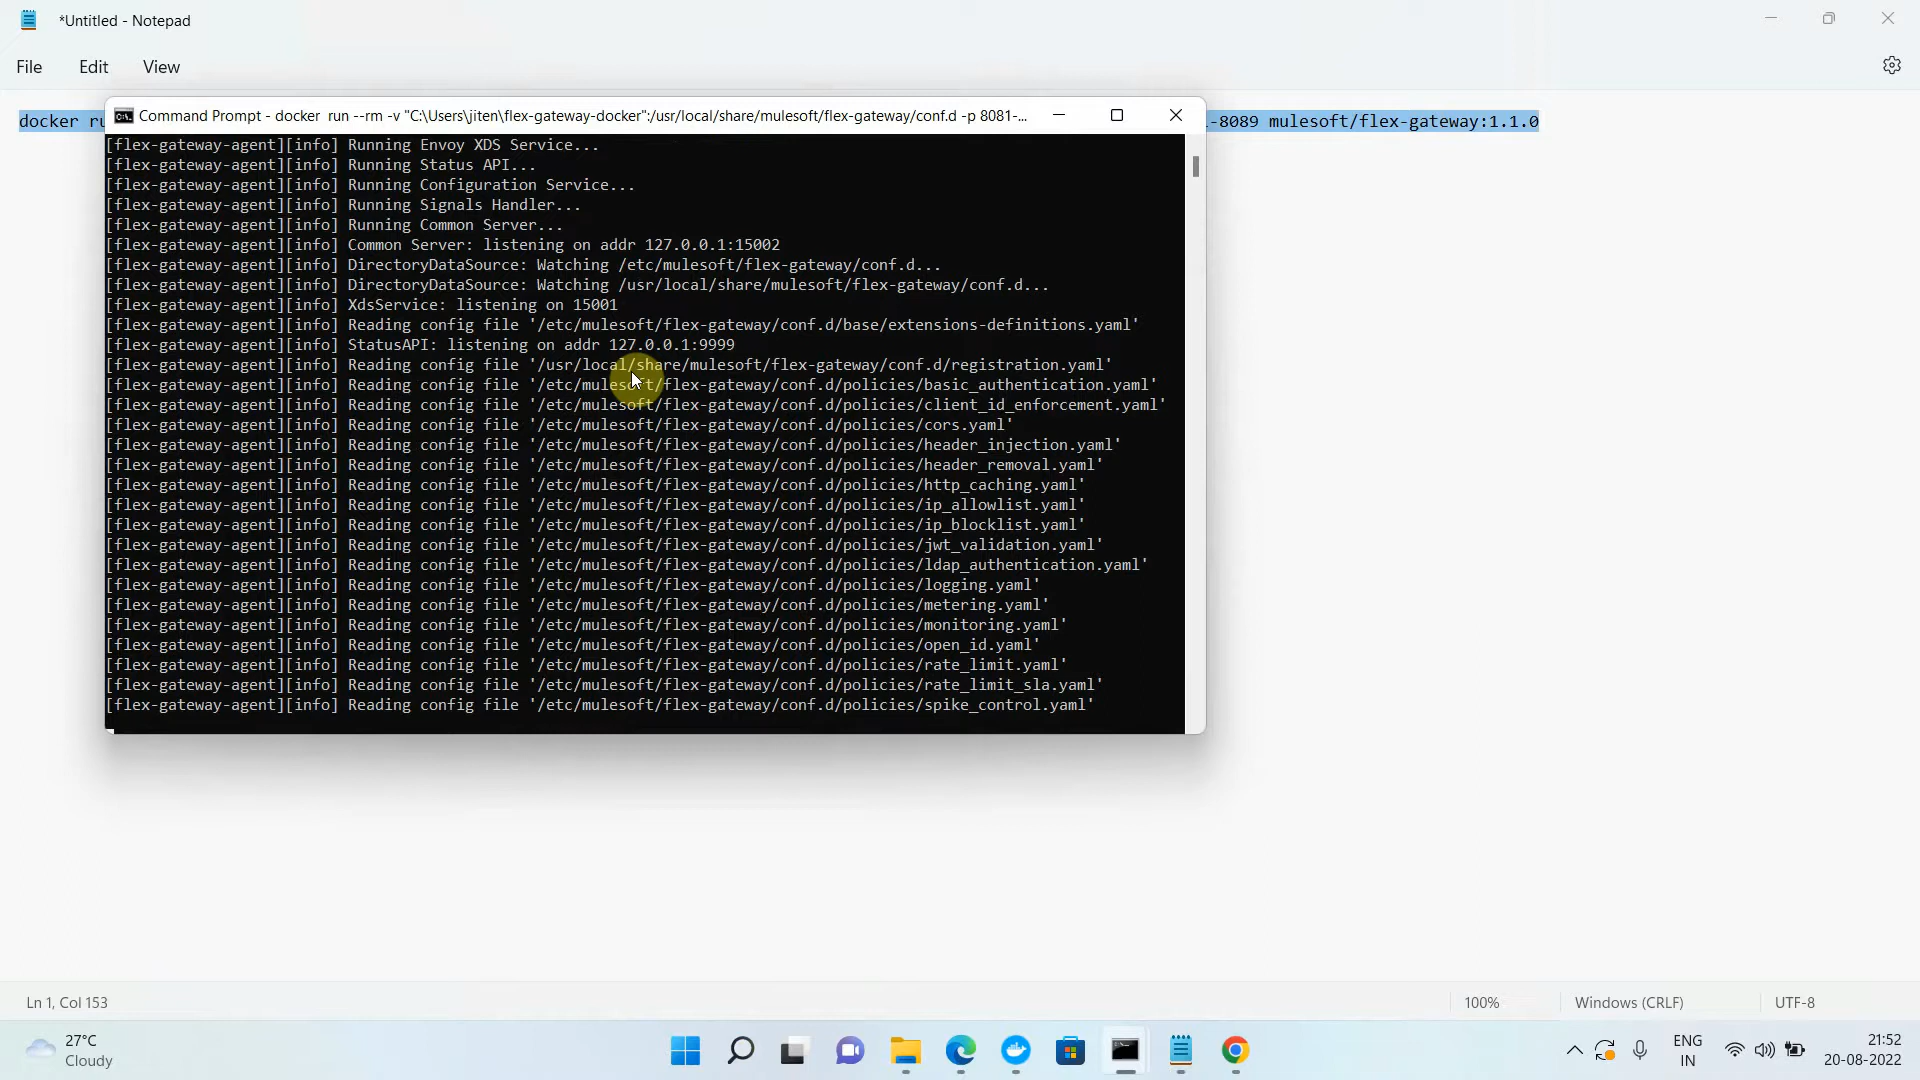 *Untitled - Notepad
File Edit View
docker ru
-8089 mulesoft/flex-gateway:1.1.0
Command Prompt - docker  run --rm -v "C:\Users\jiten\flex-gateway-docker":/usr/local/share/mulesoft/flex-gateway/conf.d -p 8081-...
[flex-gateway-agent][info] Running Envoy XDS Service...
[flex-gateway-agent][info] Running Status API...
[flex-gateway-agent][info] Running Configuration Service...
[flex-gateway-agent][info] Running Signals Handler...
[flex-gateway-agent][info] Running Common Server...
[flex-gateway-agent][info] Common Server: listening on addr 127.0.0.1:15002
[flex-gateway-agent][info] DirectoryDataSource: Watching /etc/mulesoft/flex-gateway/conf.d...
[flex-gateway-agent][info] DirectoryDataSource: Watching /usr/local/share/mulesoft/flex-gateway/conf.d...
[flex-gateway-agent][info] XdsService: listening on 15001
[flex-gateway-agent][info] Reading config file '/etc/mulesoft/flex-gateway/conf.d/base/extensions-definitions.yaml'
[flex-gateway-agent][info] StatusAPI: listening on addr 127.0.0.1:9999
[flex-gateway-agent][info] Reading config file '/usr/local/share/mulesoft/flex-gateway/conf.d/registration.yaml'
[flex-gateway-agent][info] Reading config file '/etc/mulesoft/flex-gateway/conf.d/policies/basic_authentication.yaml'
[flex-gateway-agent][info] Reading config file '/etc/mulesoft/flex-gateway/conf.d/policies/client_id_enforcement.yaml'
[flex-gateway-agent][info] Reading config file '/etc/mulesoft/flex-gateway/conf.d/policies/cors.yaml'
[flex-gateway-agent][info] Reading config file '/etc/mulesoft/flex-gateway/conf.d/policies/header_injection.yaml'
[flex-gateway-agent][info] Reading config file '/etc/mulesoft/flex-gateway/conf.d/policies/header_removal.yaml'
[flex-gateway-agent][info] Reading config file '/etc/mulesoft/flex-gateway/conf.d/policies/http_caching.yaml'
[flex-gateway-agent][info] Reading config file '/etc/mulesoft/flex-gateway/conf.d/policies/ip_allowlist.yaml'
[flex-gateway-agent][info] Reading config file '/etc/mulesoft/flex-gateway/conf.d/policies/ip_blocklist.yaml'
[flex-gateway-agent][info] Reading config file '/etc/mulesoft/flex-gateway/conf.d/policies/jwt_validation.yaml'
[flex-gateway-agent][info] Reading config file '/etc/mulesoft/flex-gateway/conf.d/policies/ldap_authentication.yaml'
[flex-gateway-agent][info] Reading config file '/etc/mulesoft/flex-gateway/conf.d/policies/logging.yaml'
[flex-gateway-agent][info] Reading config file '/etc/mulesoft/flex-gateway/conf.d/policies/metering.yaml'
[flex-gateway-agent][info] Reading config file '/etc/mulesoft/flex-gateway/conf.d/policies/monitoring.yaml'
[flex-gateway-agent][info] Reading config file '/etc/mulesoft/flex-gateway/conf.d/policies/open_id.yaml'
[flex-gateway-agent][info] Reading config file '/etc/mulesoft/flex-gateway/conf.d/policies/rate_limit.yaml'
[flex-gateway-agent][info] Reading config file '/etc/mulesoft/flex-gateway/conf.d/policies/rate_limit_sla.yaml'
[flex-gateway-agent][info] Reading config file '/etc/mulesoft/flex-gateway/conf.d/policies/spike_control.yaml'
Ln 1, Col 153
100%
Windows (CRLF)
UTF-8
27°C
Cloudy
ENG
IN
21:52
20-08-2022